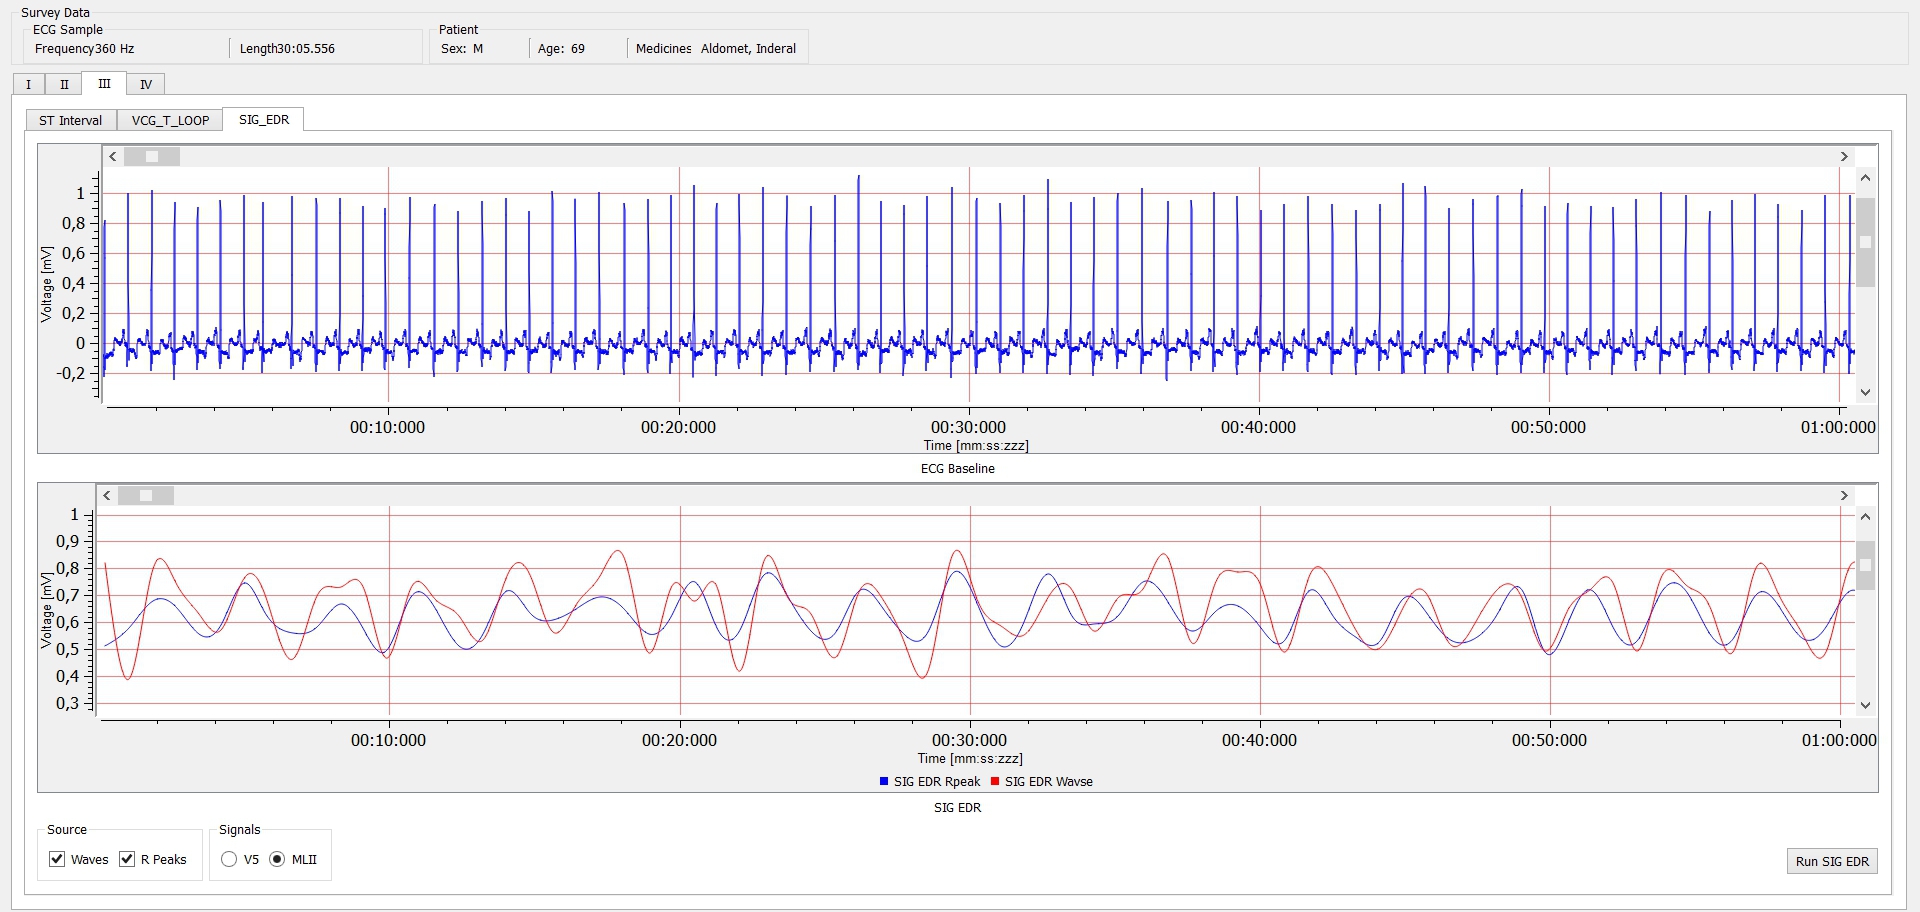 Survey Data
ECG Sample
Frequency360 Hz
Length30:05.556
Patient
Sex: M
Age: 69
Medicines Aldomet, Inderal
I II III IV
ST Interval VCG_T_LOOP SIG_EDR
Voltage [mV]
1
0,8
0,6
0,4
0,2
0
-0,2
00:10:000 00:20:000 00:30:000 00:40:000 00:50:000 01:00:000
Time [mm:ss:zzz]
ECG Baseline
Voltage [mV]
1
0,9
0,8
0,7
0,6
0,5
0,4
0,3
00:10:000 00:20:000 00:30:000 00:40:000 00:50:000 01:00:000
Time [mm:ss:zzz]
SIG EDR Rpeak SIG EDR Wavse
SIG EDR
Source
Waves R Peaks
Signals
V5 MLII
Run SIG EDR